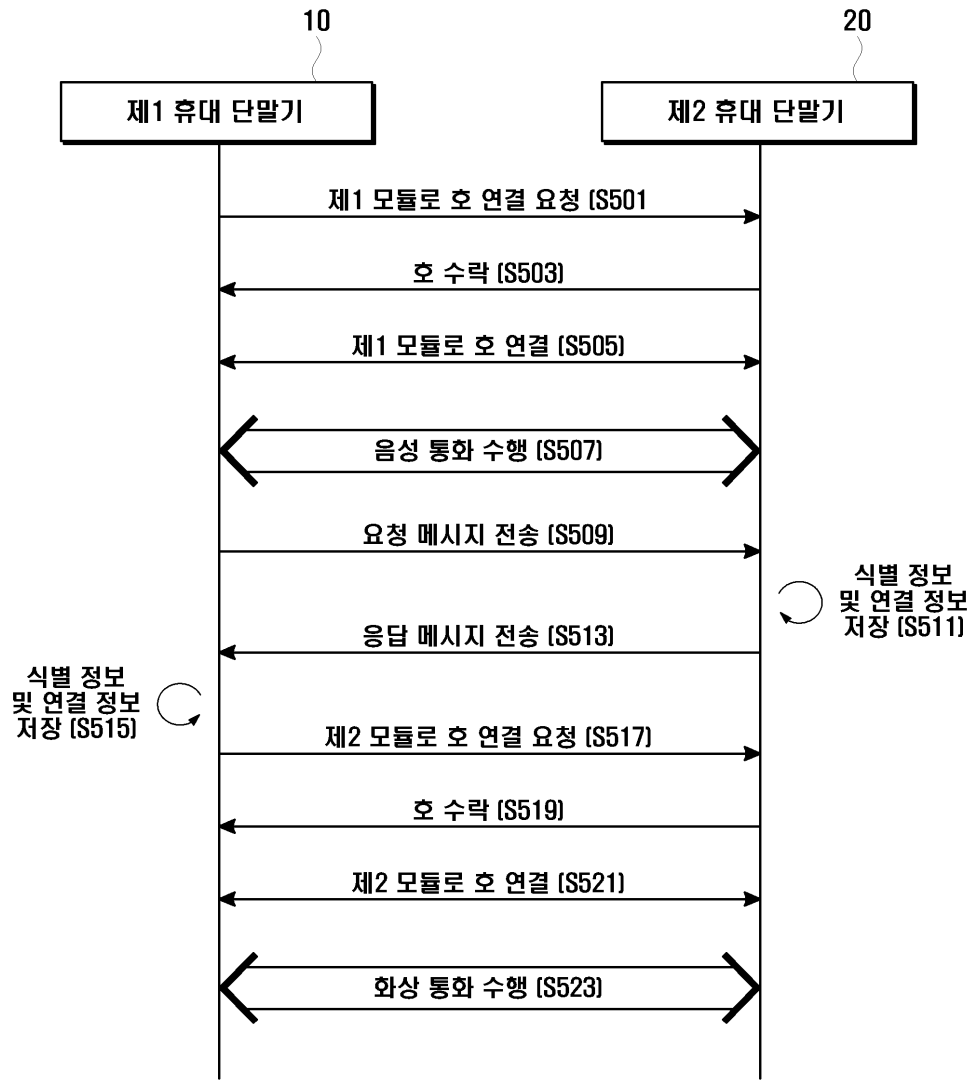 10
20
제1 휴대 단말기
제2 휴대 단말기
제1 모듈로 호 연결 요청 (S501
호 수락 (S503)
제1 모듈로 호 연결 (S505)
음성 통화 수행 (S507)
요청 메시지 전송 (S509)
식별 정보
및 연결 정보
저장 (S511)
응답 메시지 전송 (S513)
식별 정보
및 연결 정보
저장 (S515)
제2 모듈로 호 연결 요청 (S517)
호 수락 (S519)
제2 모듈로 호 연결 (S521)
화상 통화 수행 (S523)